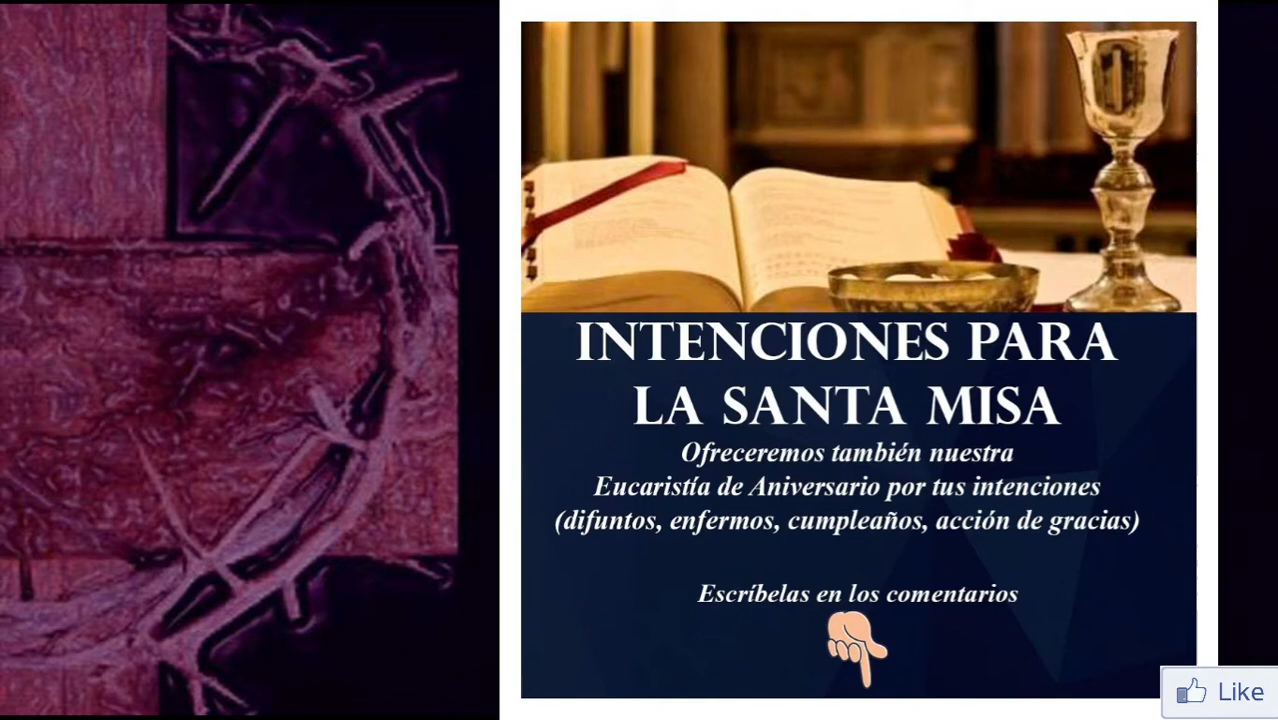 INTENCIONES PARA
LA SANTA MISA
Ofreceremos también nuestra
Eucaristía de Aniversario por tus intenciones
(difuntos, enfermos, cumpleaños, acción de gracias)
Escríbelas en los comentarios
Like